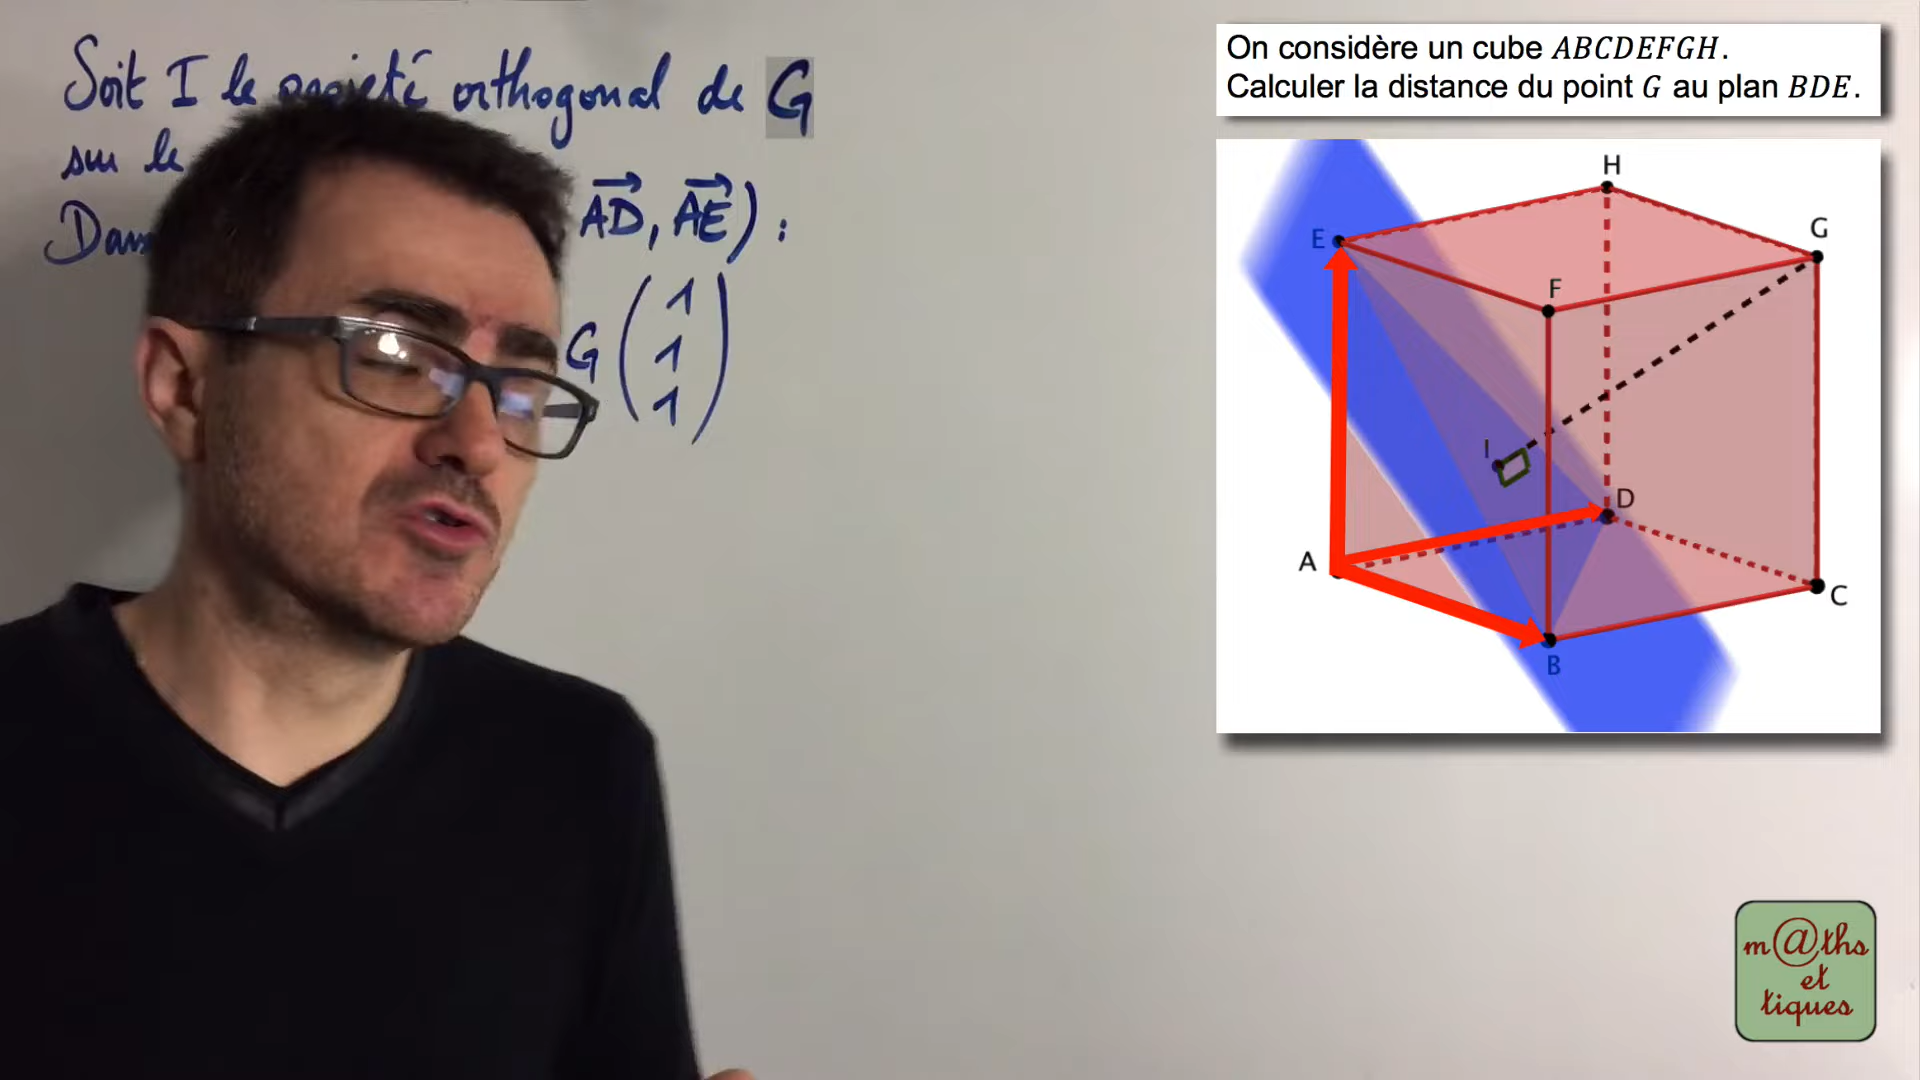 Soit I le projeté orthogonal de G
sur le
Dans AD, AE) :
G ( 1
1
1 )
On considère un cube ABCDEFGH.
Calculer la distance du point G au plan BDE.
H
G
E
F
I
D
A
C
B
m@ths
et
tiques